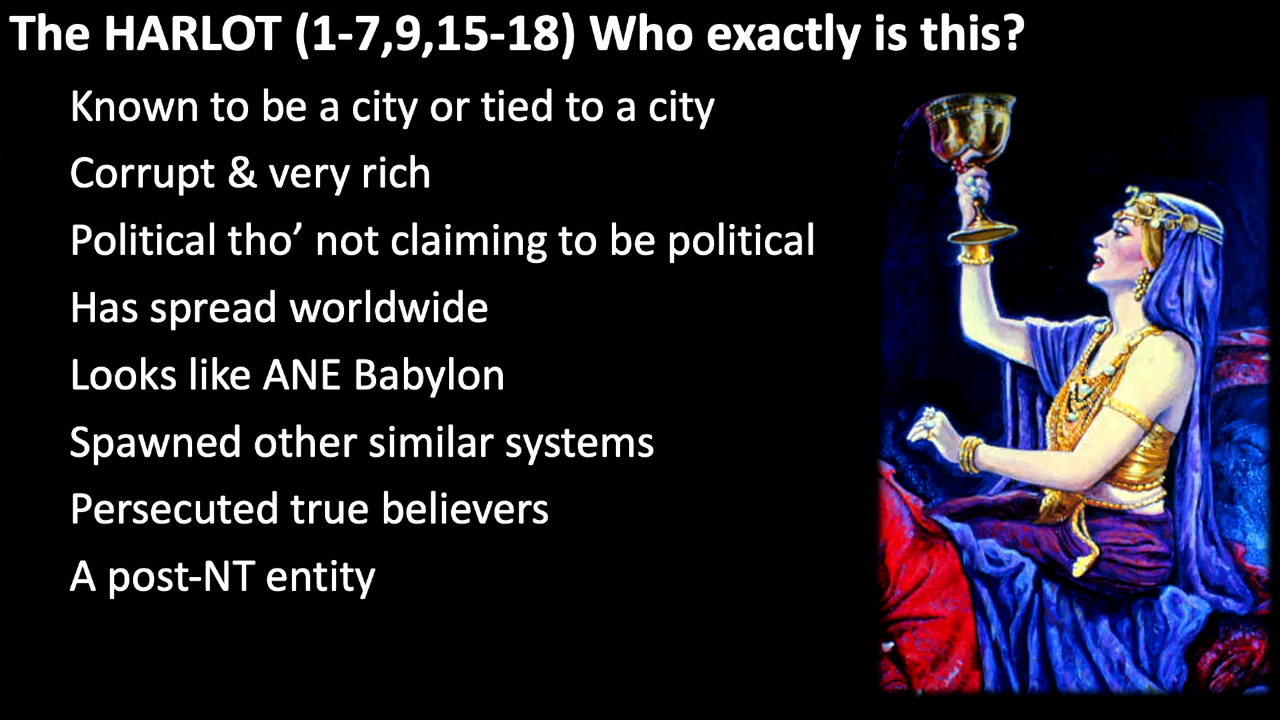 The HARLOT (1-7,9,15-18) Who exactly is this?
Known to be a city or tied to a city
Corrupt & very rich
Political tho’ not claiming to be political
Has spread worldwide
Looks like ANE Babylon
Spawned other similar systems
Persecuted true believers
A post-NT entity